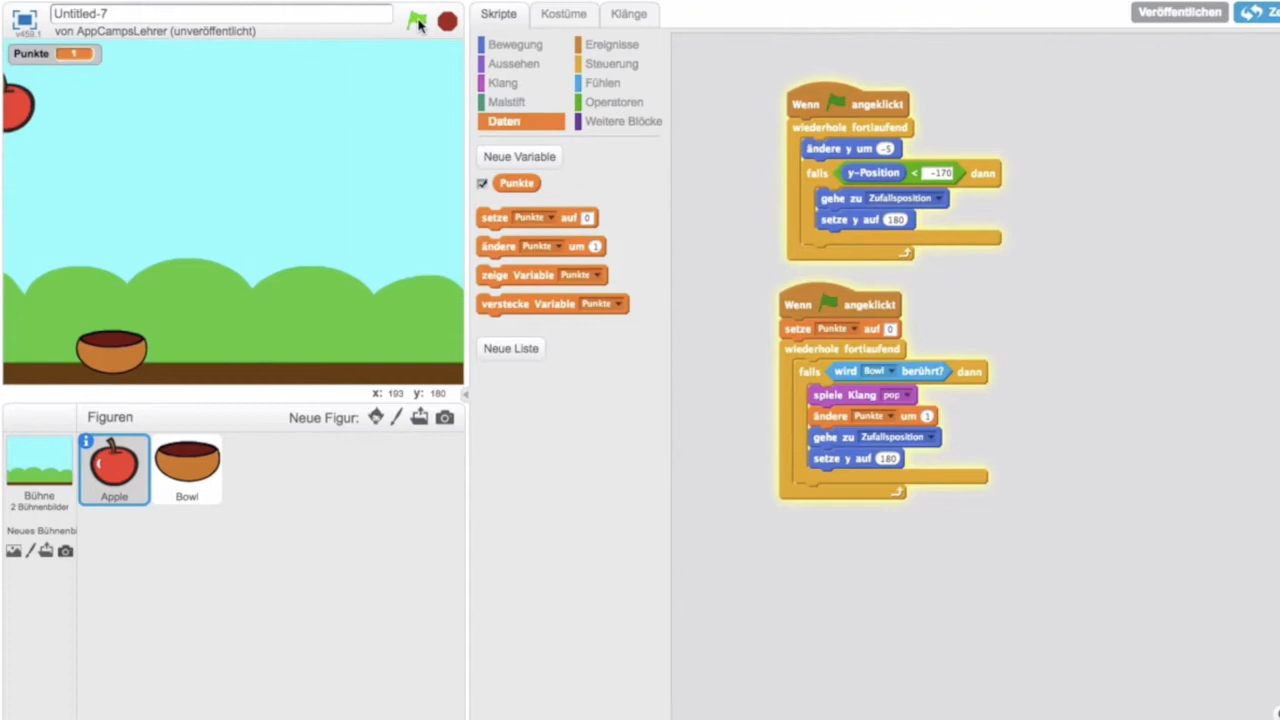 Untitled-7
v459.1
von AppCampsLehrer (unveröffentlicht)
Punkte 1
x: 193 y: 180
Figuren
Neue Figur:
Bühne
2 Bühnenbilder
Neues Bühnenb
Apple
Bowl
Skripte
Kostüme
Klänge
Bewegung
Aussehen
Klang
Malstift
Daten
Ereignisse
Steuerung
Fühlen
Operatoren
Weitere Blöcke
Neue Variable
Punkte
setze Punkte auf 0
ändere Punkte um 1
zeige Variable Punkte
verstecke Variable Punkte
Neue Liste
Veröffentlichen
Wenn angeklickt
wiederhole fortlaufend
ändere y um -5
falls y-Position < -170 dann
gehe zu Zufallsposition
setze y auf 180
Wenn angeklickt
setze Punkte auf 0
wiederhole fortlaufend
falls wird Bowl berührt? dann
spiele Klang pop
ändere Punkte um 1
gehe zu Zufallsposition
setze y auf 180